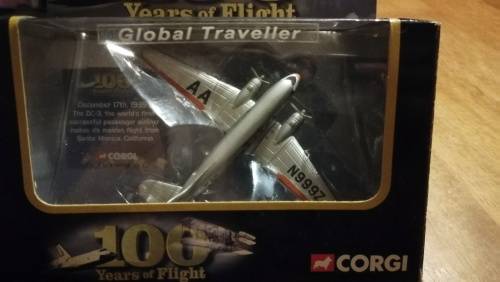 Years of Flight
Global Traveller
100
December 17th, 1935
The DC-3, the world's first
successful passenger airliner
makes its maiden flight from
Santa Monica, California.
CORGI
AA
N999Z
100
Years of Flight
CORGI